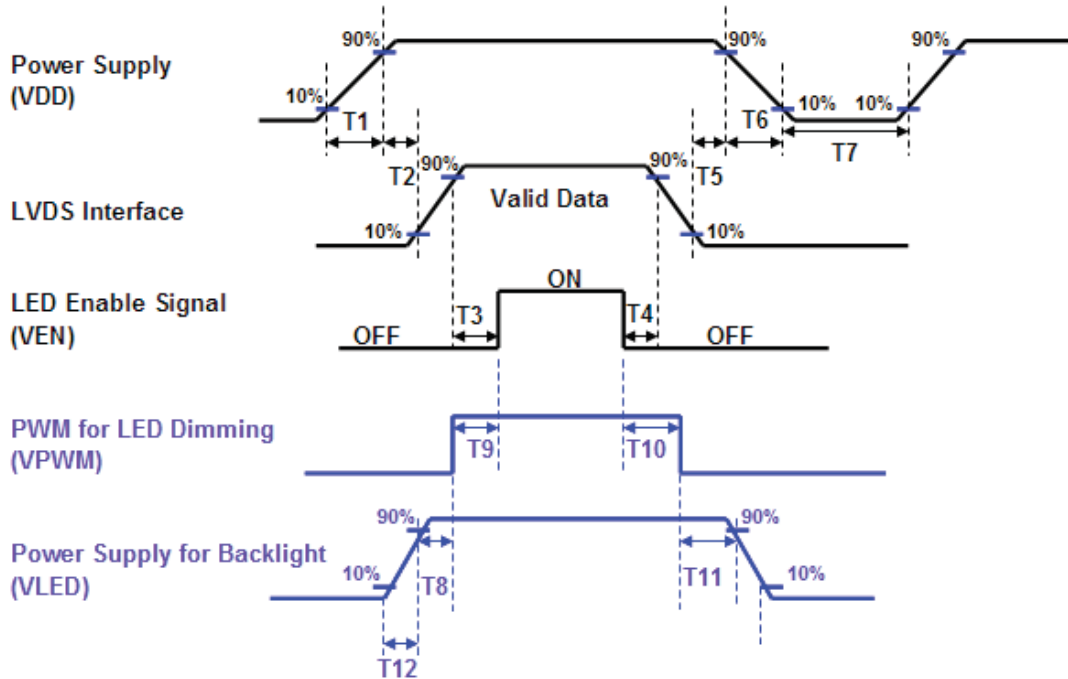 90% 90% 90%
Power Supply
(VDD)
10% 10% 10%
T1 T6
T2 90% 90% T5 T7
Valid Data
LVDS Interface
10% 10%
ON
LED Enable Signal
(VEN)
T3 T4
OFF OFF
PWM for LED Dimming
(VPWM)
T9 T10
90% 90%
Power Supply for Backlight
(VLED)
10% T8 T11 10%
T12